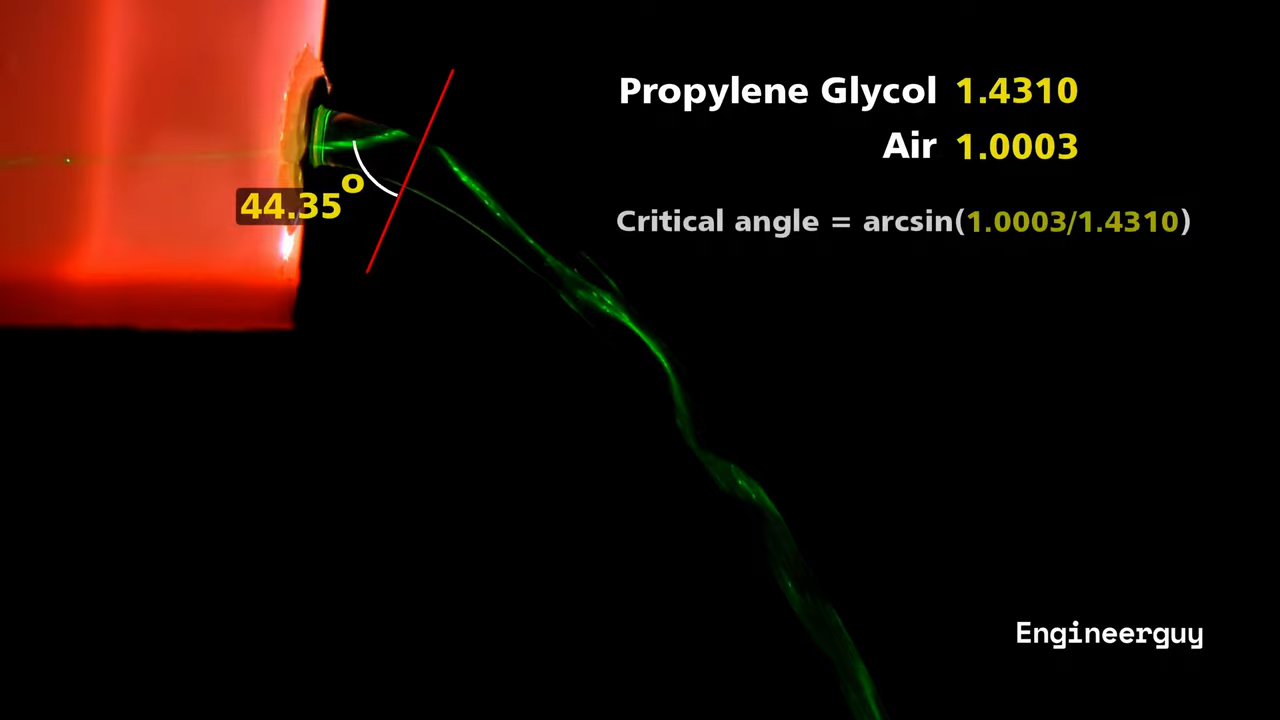 Propylene Glycol 1.4310
Air 1.0003
44.35°
Critical angle = arcsin(1.0003/1.4310)
Engineerguy